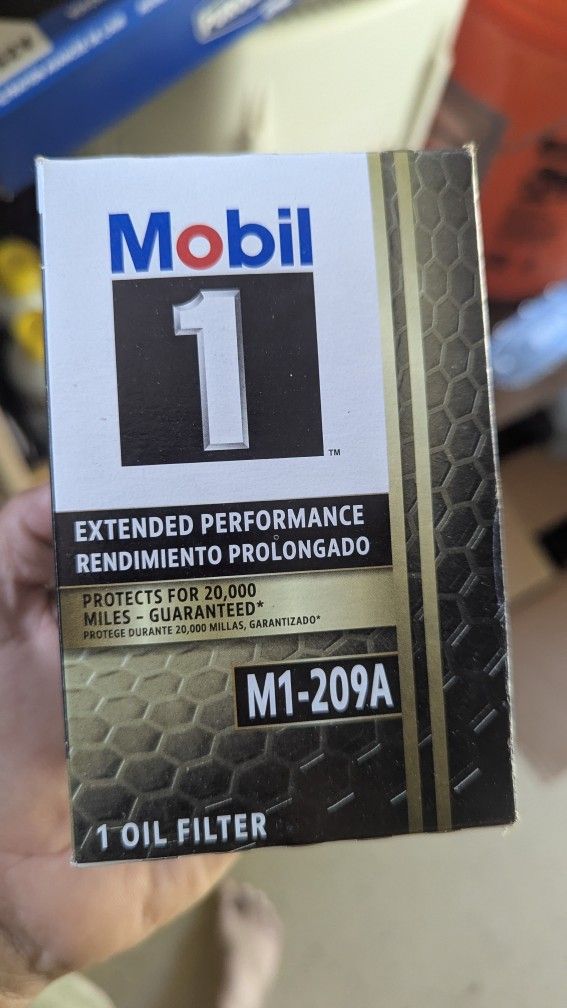 Mobil
1
TM
EXTENDED PERFORMANCE
RENDIMIENTO PROLONGADO
PROTECTS FOR 20,000
MILES - GUARANTEED*
PROTEGE DURANTE 20,000 MILLAS, GARANTIZADO*
M1-209A
1 OIL FILTER